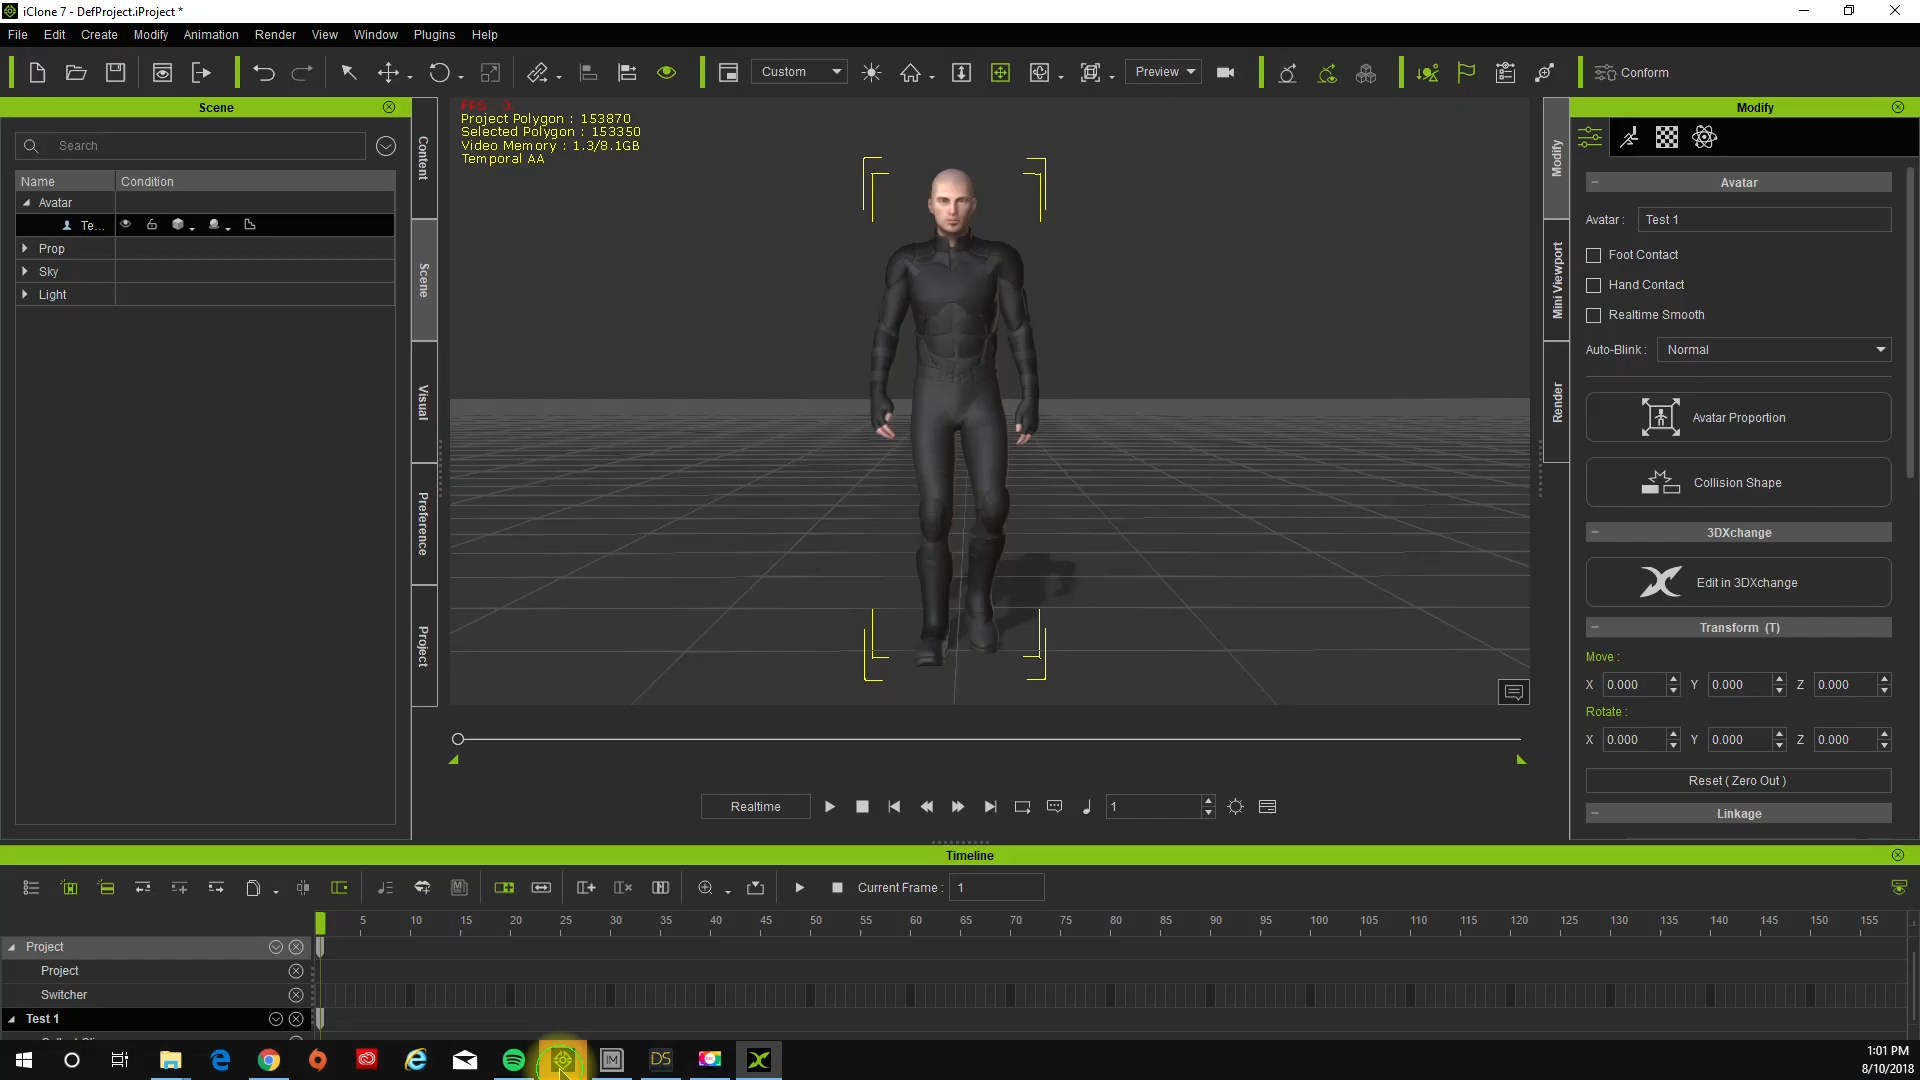 iClone 7 - DefProject.iProject *
File Edit Create Modify Animation Render View Window Plugins Help
Custom Preview Conform
Scene
Search
Name Condition
Avatar
Te...
Prop
Sky
Light
Content
Scene
Visual
Preference
Project
FPS : 0.
Project Polygon : 153870
Selected Polygon : 153350
Video Memory : 1.3/8.1GB
Temporal AA
Modify
Mini Viewport
Render
Modify
Avatar
Avatar : Test 1
Foot Contact
Hand Contact
Realtime Smooth
Auto-Blink : Normal
Avatar Proportion
Collision Shape
3DXchange
Edit in 3DXchange
Transform (T)
Move :
X 0.000 Y 0.000 Z 0.000
Rotate :
X 0.000 Y 0.000 Z 0.000
Reset ( Zero Out )
Linkage
Realtime 1
Timeline
Current Frame : 1
5 10 15 20 25 30 35 40 45 50 55 60 65 70 75 80 85 90 95 100 105 110 115 120 125 130 135 140 145 150 155
Project
Project
Switcher
Test 1
IM DS
1:01 PM
8/10/2018